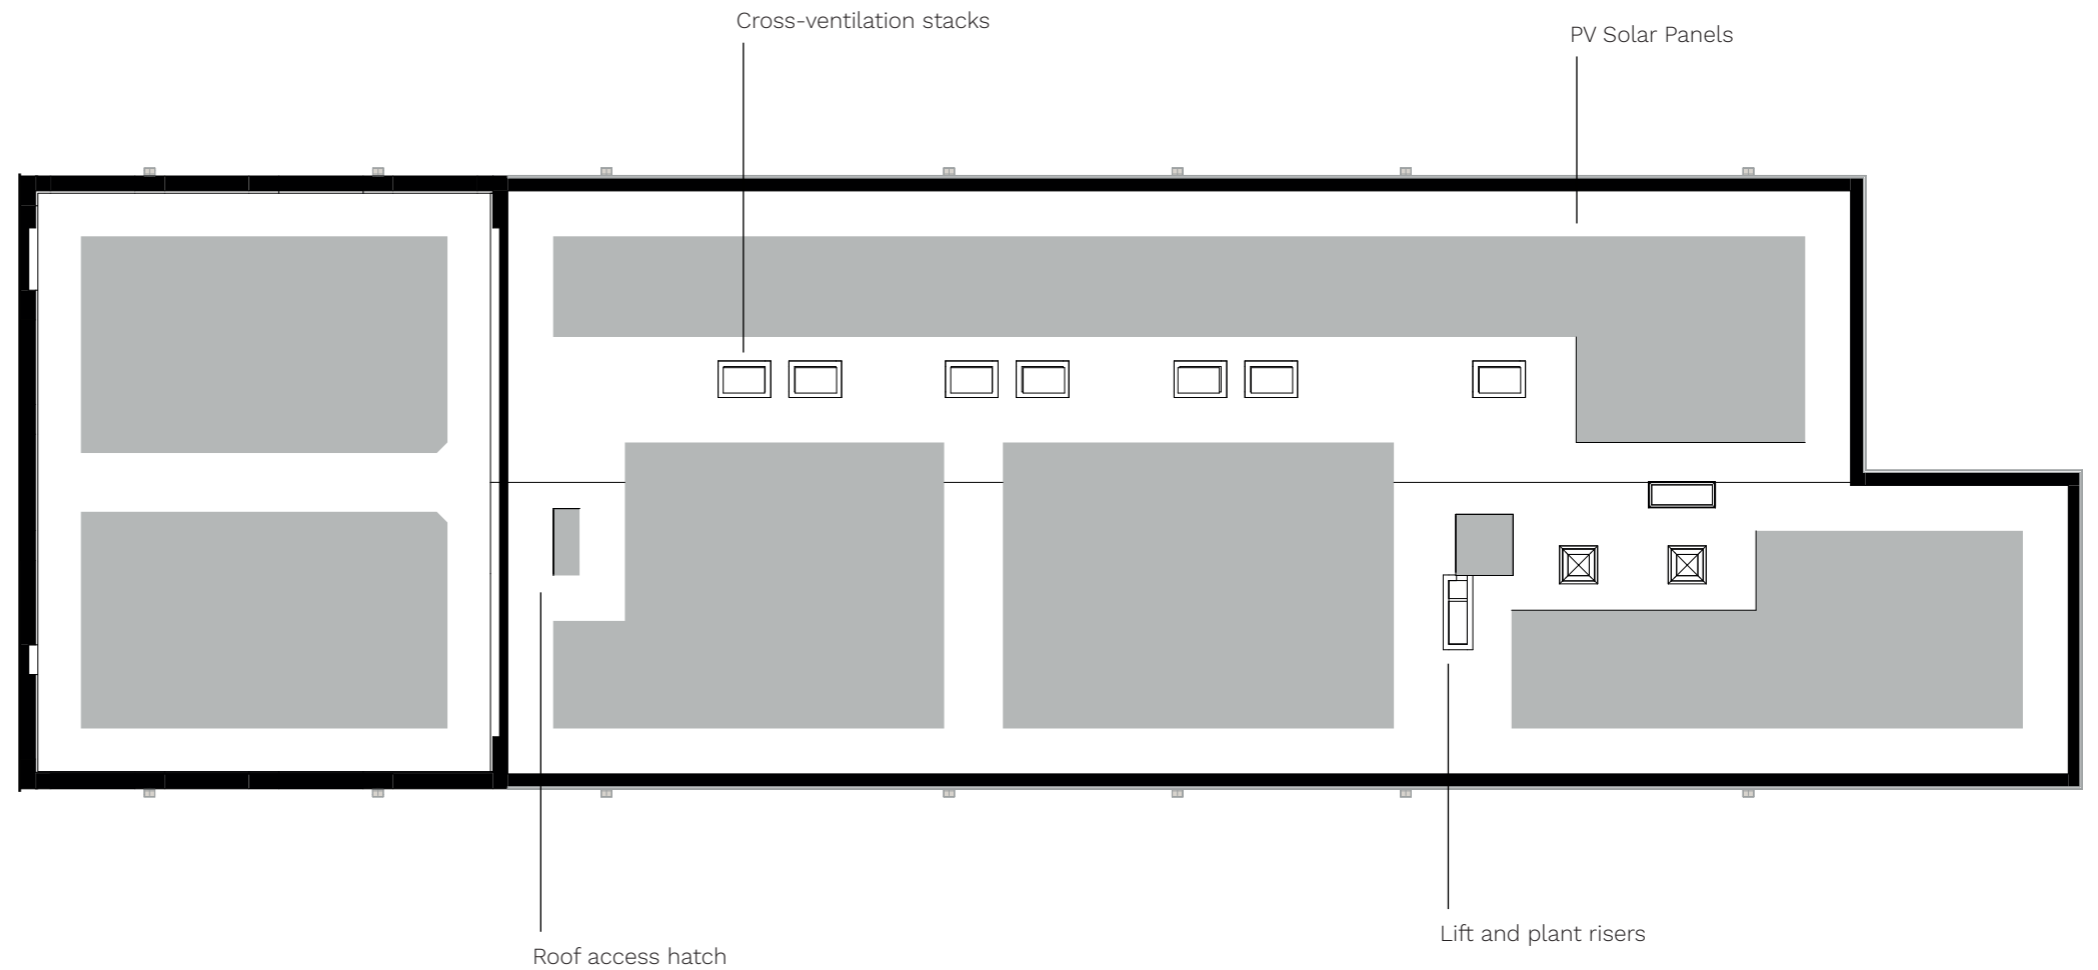 Cross-ventilation stacks
PV Solar Panels
Roof access hatch
Lift and plant risers